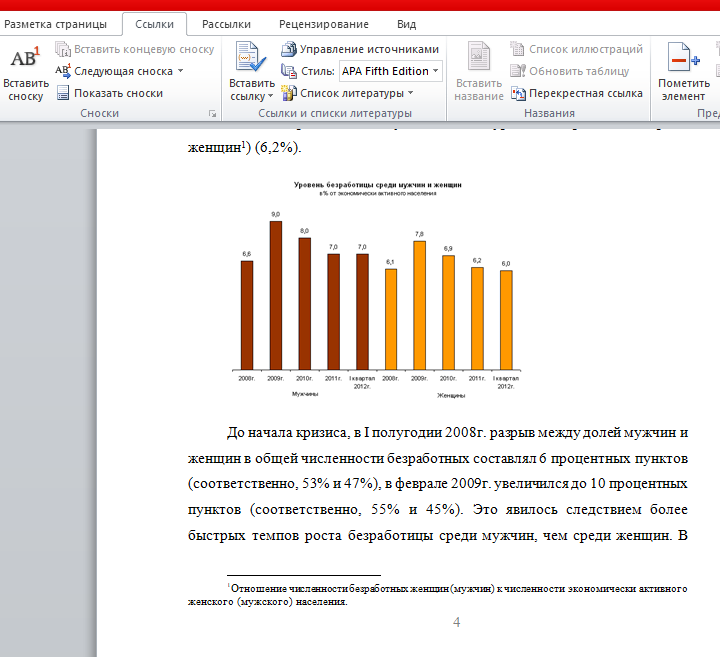 Разметка страницы Ссылки Рассылки Рецензирование Вид
AB1 Вставить сноску
Вставить концевую сноску
AB1 Следующая сноска
Показать сноски
Сноски
Вставить ссылку
Управление источниками
Стиль: APA Fifth Edition
Список литературы
Ссылки и списки литературы
Вставить название
Список иллюстраций
Обновить таблицу
Перекрестная ссылка
Названия
Пометить элемент
женщин1) (6,2%).
Уровень безработицы среди мужчин и женщин
в % от экономически активного населения
6,6 9,0 8,0 7,0 7,0 6,1 7,8 6,9 6,2 6,0
2008г. 2009г. 2010г. 2011г. I квартал 2012г. 2008г. 2009г. 2010г. 2011г. I квартал 2012г.
Мужчины Женщины
До начала кризиса, в I полугодии 2008г. разрыв между долей мужчин и
женщин в общей численности безработных составлял 6 процентных пунктов
(соответственно, 53% и 47%), в феврале 2009г. увеличился до 10 процентных
пунктов (соответственно, 55% и 45%). Это явилось следствием более
быстрых темпов роста безработицы среди мужчин, чем среди женщин. В
1 Отношение численности безработных женщин (мужчин) к численности экономически активного
женского (мужского) населения.
4